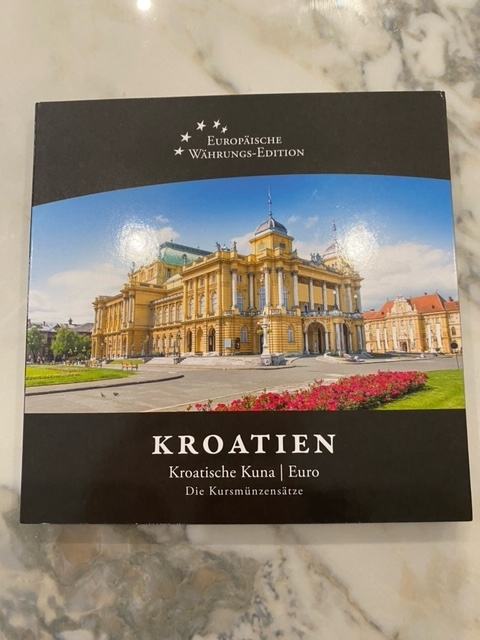 Europäische
Währungs-Edition
KROATIEN
Kroatische Kuna | Euro
Die Kursmünzensätze